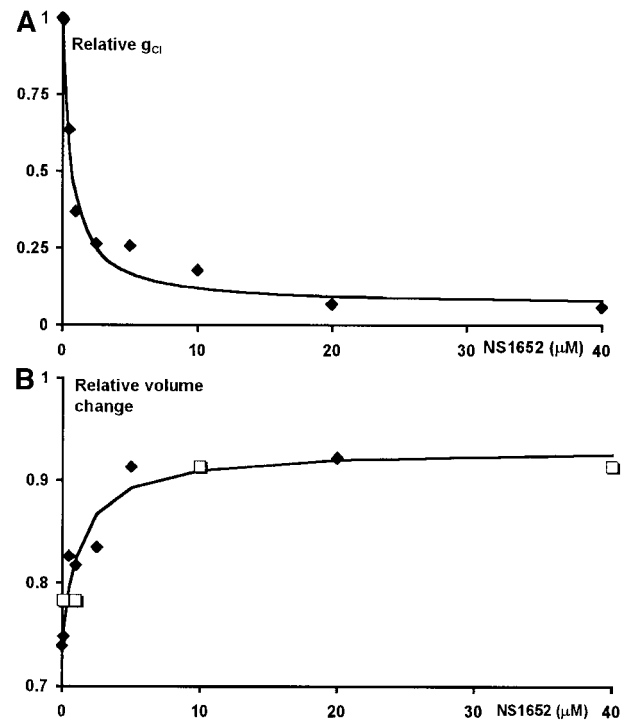 A
1
Relative gCl
0.75
0.5
0.25
0
0 10 20 30 NS1652 (µM) 40
B
1
Relative volume
change
0.9
0.8
0.7
0 10 20 30 NS1652 (µM) 40